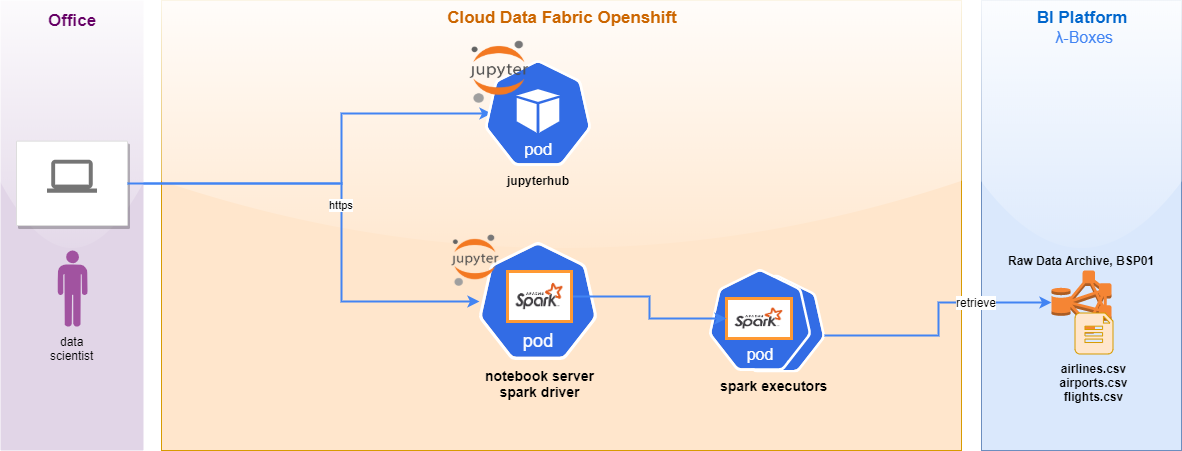 Office
Cloud Data Fabric Openshift
BI Platform
λ-Boxes
jupyter
pod
jupyterhub
https
jupyter
APACHE
Spark
pod
notebook server
spark driver
APACHE
Spark
pod
spark executors
retrieve
Raw Data Archive, BSP01
airlines.csv
airports.csv
flights.csv
data
scientist